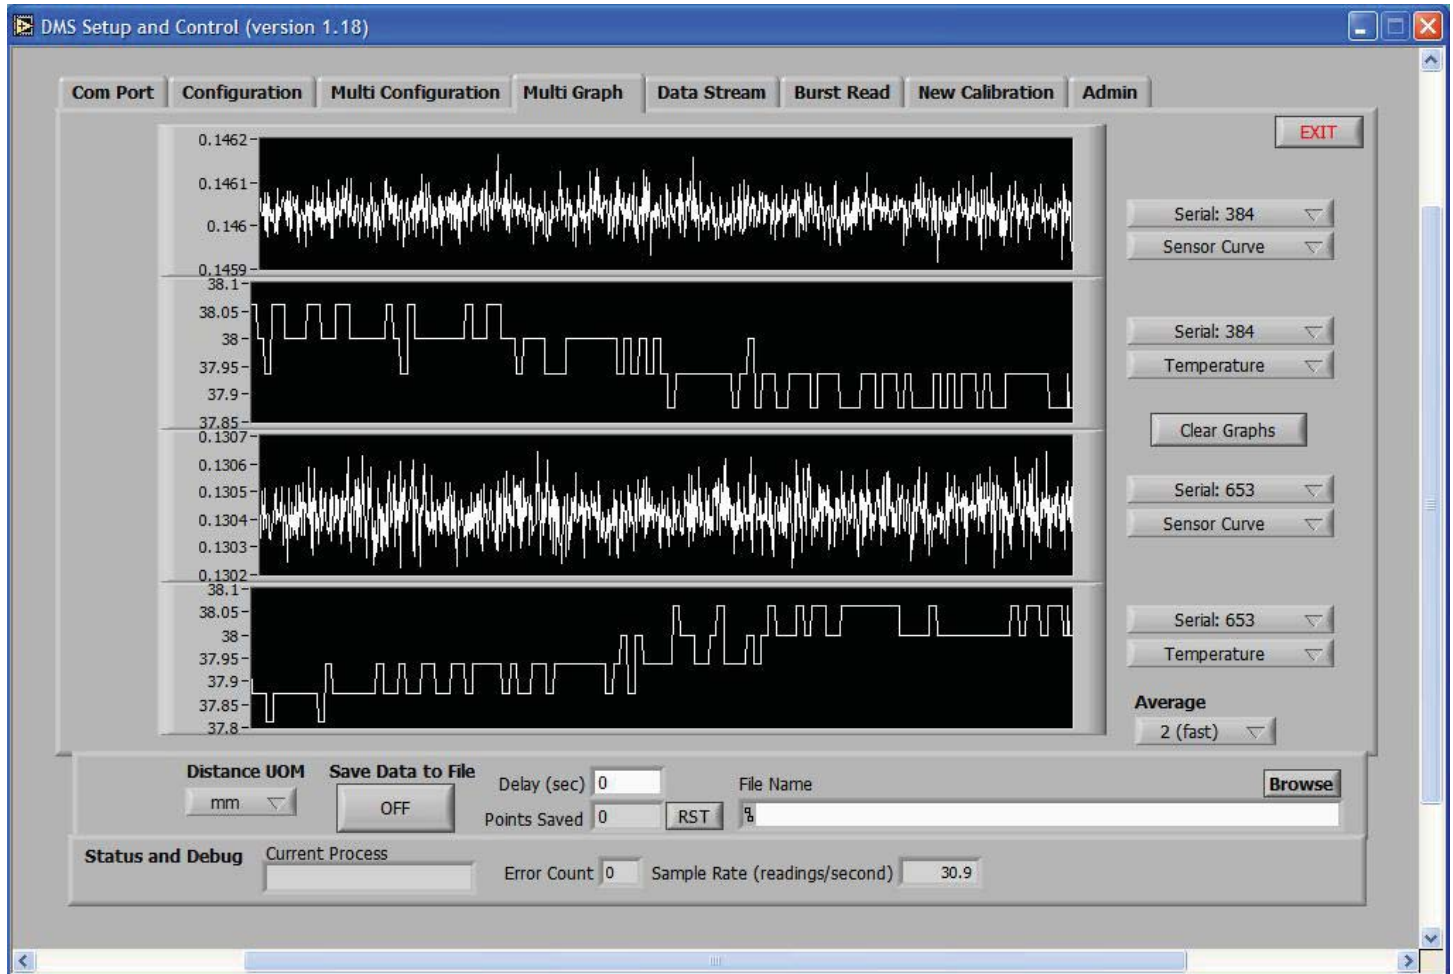 DMS Setup and Control (version 1.18)
Com Port Configuration Multi Configuration Multi Graph Data Stream Burst Read New Calibration Admin
EXIT
0.1462
0.1461
0.146
0.1459
Serial: 384
Sensor Curve
38.1
38.05
38
37.95
37.9
37.85
Serial: 384
Temperature
Clear Graphs
0.1307
0.1306
0.1305
0.1304
0.1303
0.1302
Serial: 653
Sensor Curve
38.1
38.05
38
37.95
37.9
37.85
37.8
Serial: 653
Temperature
Average
2 (fast)
Distance UOM
mm
Save Data to File
OFF
Delay (sec) 0
Points Saved 0 RST
File Name
Browse
Status and Debug
Current Process
Error Count 0
Sample Rate (readings/second) 30.9